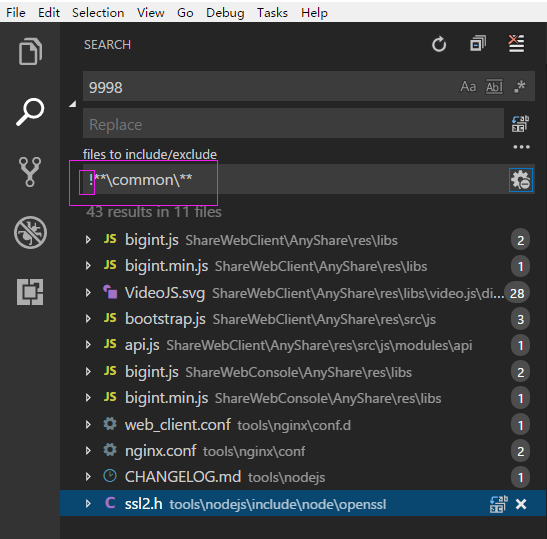 File Edit Selection View Go Debug Tasks Help
SEARCH
9998 Aa Abl .*
Replace
files to include/exclude
!**\common\**
43 results in 11 files
JS bigint.js ShareWebClient\AnyShare\res\libs 2
JS bigint.min.js ShareWebClient\AnyShare\res\libs 1
VideoJS.svg ShareWebClient\AnyShare\res\libs\video.js\di... 28
JS bootstrap.js ShareWebClient\AnyShare\res\src\js 3
JS api.js ShareWebClient\AnyShare\res\src\js\modules\api 1
JS bigint.js ShareWebConsole\AnyShare\res\libs 2
JS bigint.min.js ShareWebConsole\AnyShare\res\libs 1
web_client.conf tools\nginx\conf.d 1
nginx.conf tools\nginx\conf 2
CHANGELOG.md tools\nodejs 1
C ssl2.h tools\nodejs\include\node\openssl